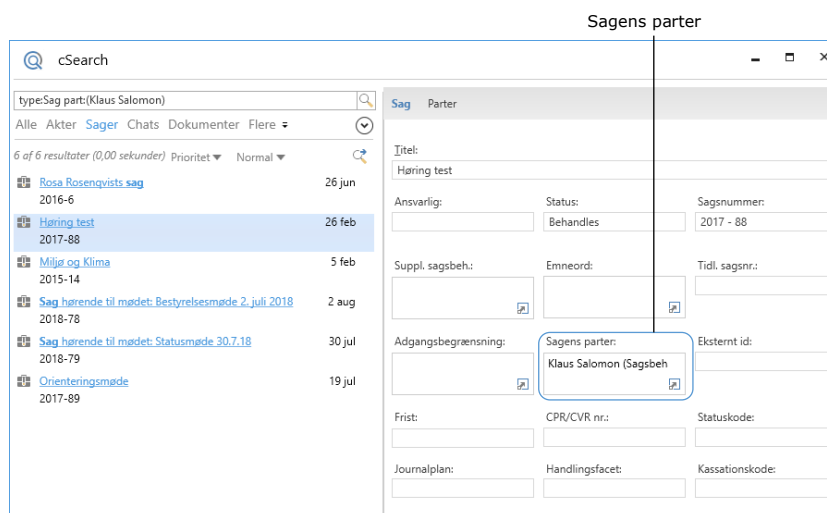 Sagens parter
cSearch
type:Sag part:(Klaus Salomon)
Alle Akter Sager Chats Dokumenter Flere
6 af 6 resultater (0,00 sekunder) Prioritet Normal
Rosa Rosenqvists sag 26 jun
2016-6
Høring test 26 feb
2017-88
Miljø og Klima 5 feb
2015-14
Sag hørende til mødet: Bestyrelsesmøde 2. juli 2018 2 aug
2018-78
Sag hørende til mødet: Statusmøde 30.7.18 30 jul
2018-79
Orienteringsmøde 19 jul
2017-89
Sag Parter
Titel:
Høring test
Ansvarlig: Status: Sagsnummer:
Behandles 2017 - 88
Suppl. sagsbeh.: Emneord: Tidl. sagsnr.:
Adgangsbegrænsning: Sagens parter: Eksternt id:
Klaus Salomon (Sagsbeh
Frist: CPR/CVR nr.: Statuskode:
Journalplan: Handlingsfacet: Kassationskode: